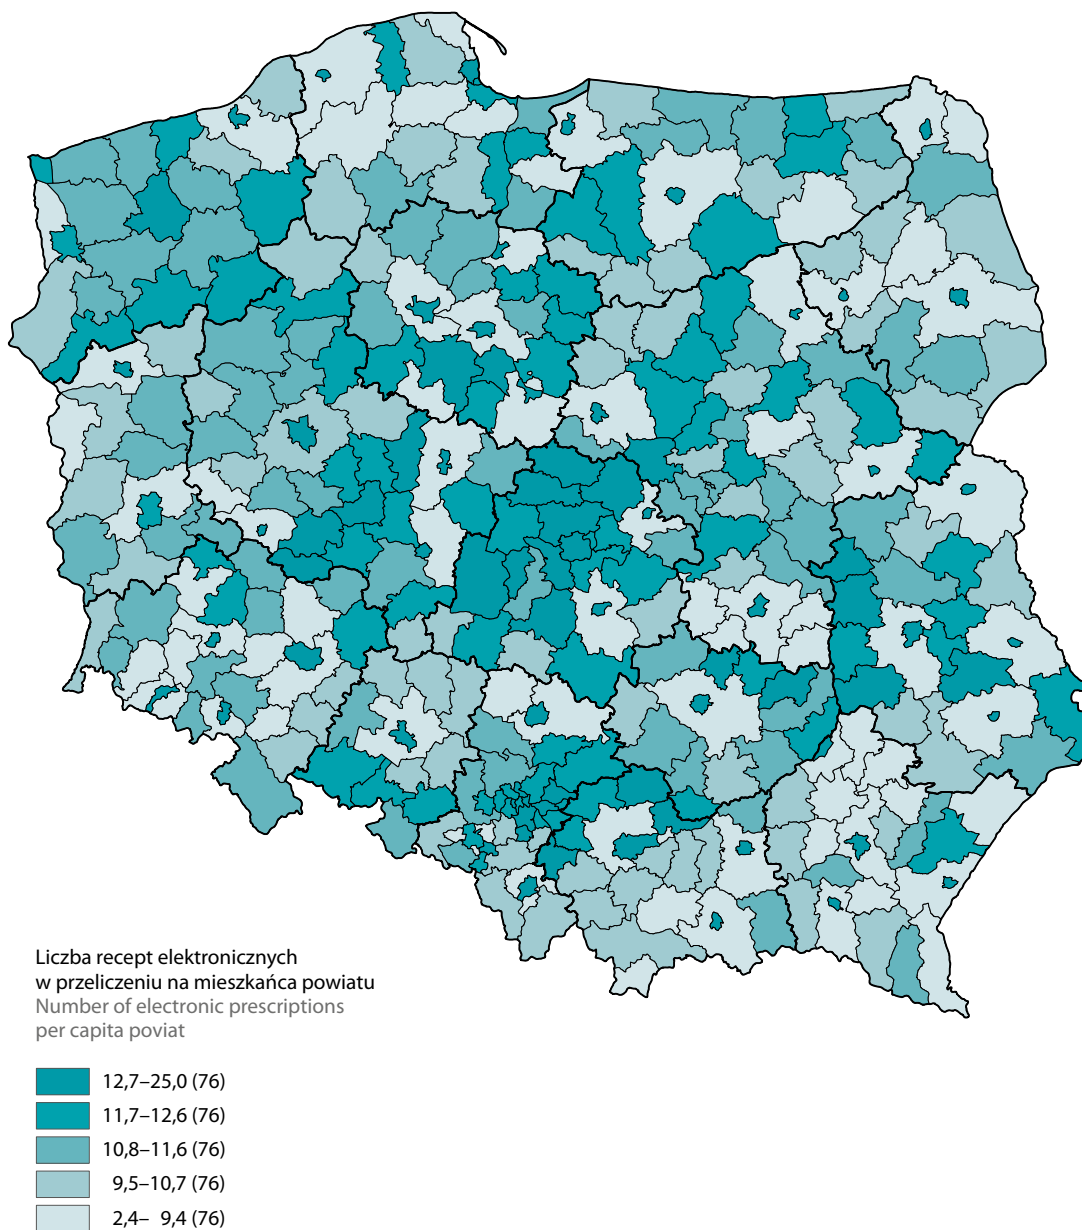 Liczba recept elektronicznych
w przeliczeniu na mieszkańca powiatu
Number of electronic prescriptions
per capita poviat
12,7–25,0 (76)
11,7–12,6 (76)
10,8–11,6 (76)
9,5–10,7 (76)
2,4– 9,4 (76)